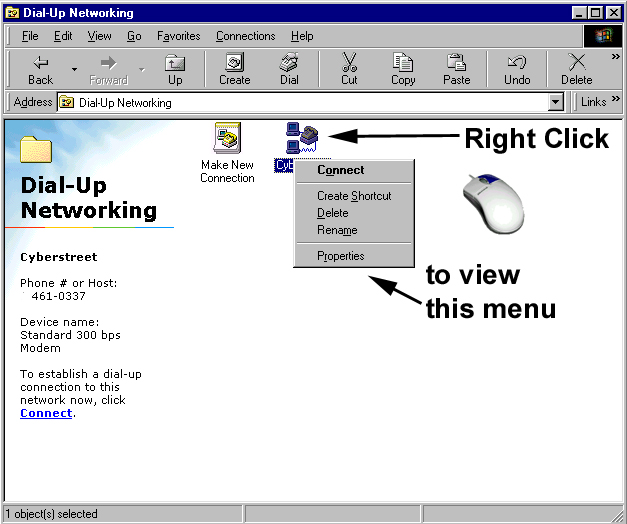 Dial-Up Networking
File Edit View Go Favorites Connections Help
Back Forward Up Create Dial Cut Copy Paste Undo Delete »
Address Dial-Up Networking Links »
Dial-Up
Networking
Cyberstreet
Phone # or Host:
461-0337
Device name:
Standard 300 bps
Modem
To establish a dial-up
connection to this
network now, click
Connect.
Make New
Connection
Connect
Create Shortcut
Delete
Rename
Properties
Right Click
to view
this menu
1 object(s) selected